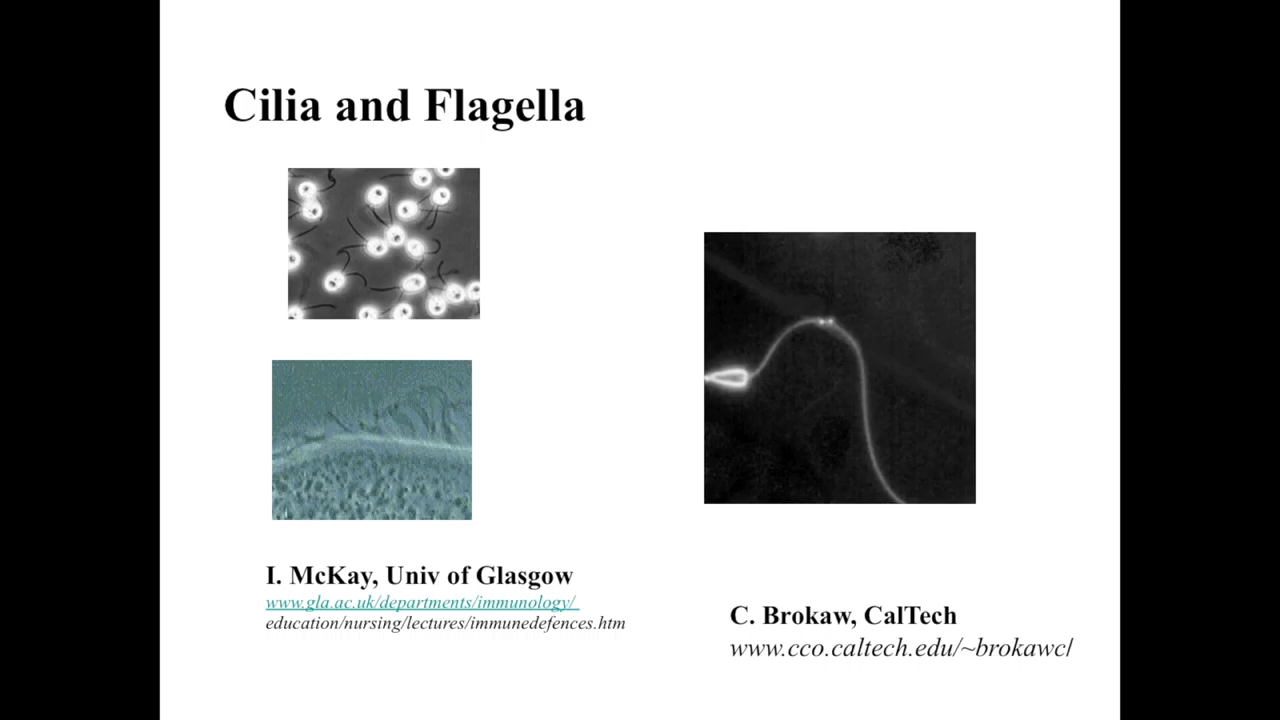 Cilia and Flagella
I. McKay, Univ of Glasgow
www.gla.ac.uk/departments/immunology/
education/nursing/lectures/immunedefences.htm
C. Brokaw, CalTech
www.cco.caltech.edu/~brokawc/